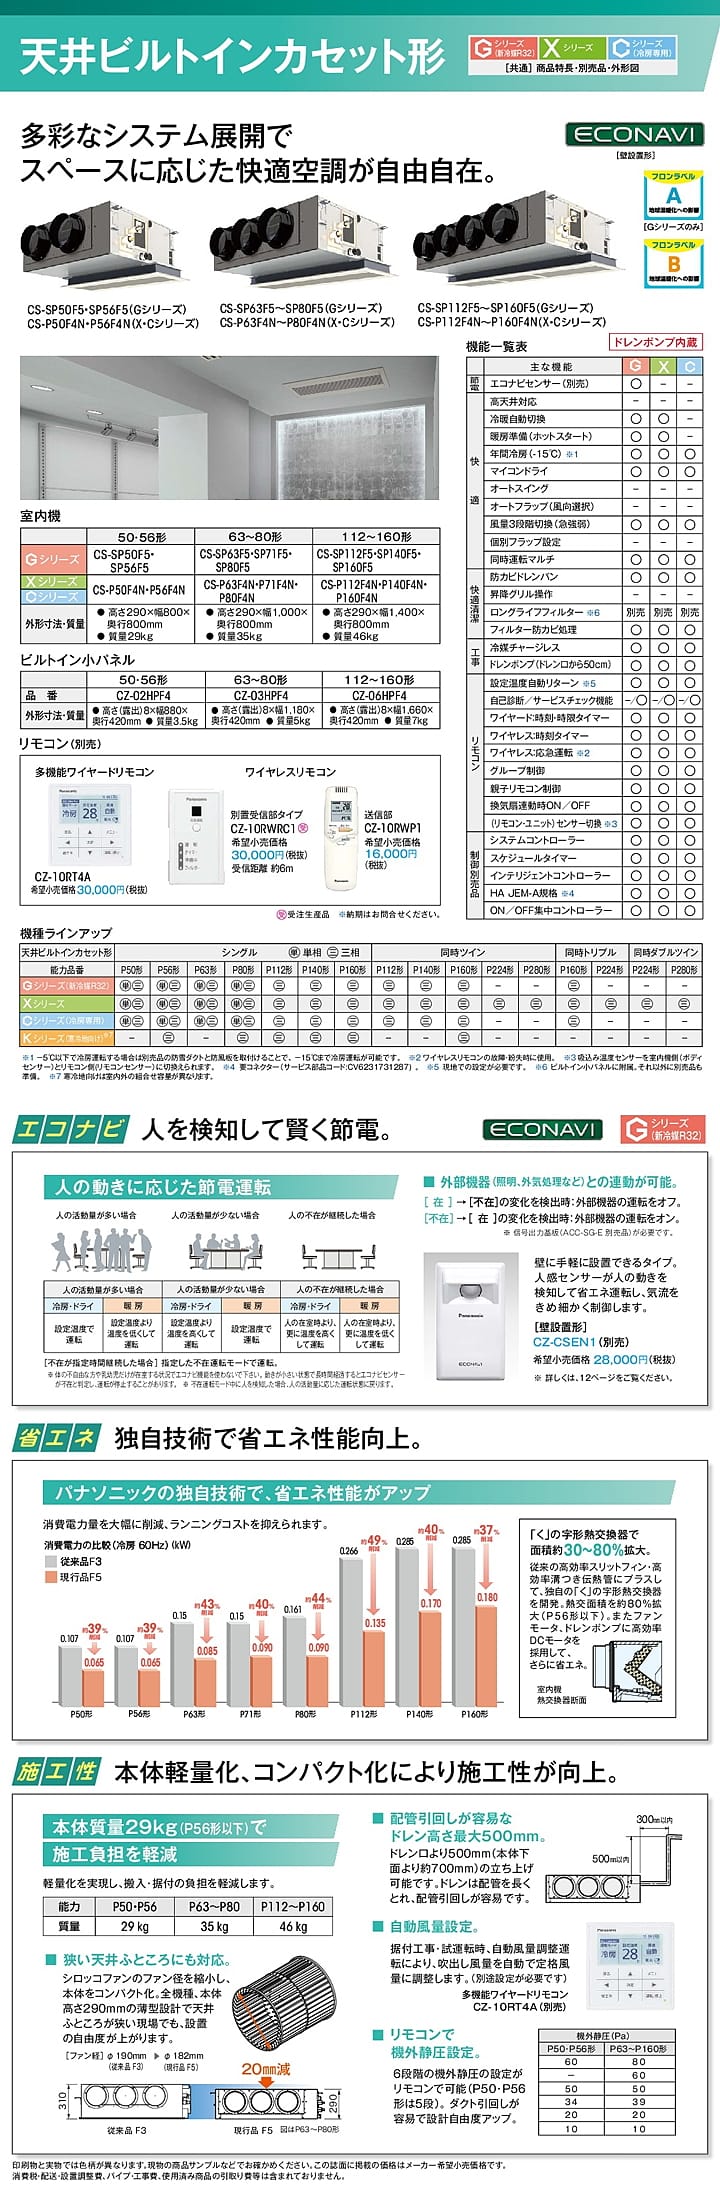 天井ビルトインカセット形
Gシリーズ(新冷媒R32) Xシリーズ Cシリーズ(冷房専用)
[共通] 商品特長・別売品・外形図
多彩なシステム展開で
スペースに応じた快適空調が自由自在。
ECONAVI
[壁設置形]
フロンラベル
A
地球温暖化への影響
[Gシリーズのみ]
フロンラベル
B
地球温暖化への影響
CS-SP50F5・SP56F5(Gシリーズ)
CS-P50F4N・P56F4N(X・Cシリーズ)
CS-SP63F5〜SP80F5(Gシリーズ)
CS-P63F4N〜P80F4N(X・Cシリーズ)
CS-SP112F5〜SP160F5(Gシリーズ)
CS-P112F4N〜P160F4N(X・Cシリーズ)
機能一覧表
ドレンポンプ内蔵
主な機能 G X C
節電 エコナビセンサー(別売) ○ − −
快適
高天井対応 − − −
冷暖自動切換 ○ ○ −
暖房準備(ホットスタート) ○ ○ −
年間冷房(-15℃) ※1 ○ ○ ○
マイコンドライ ○ ○ ○
オートスイング − − −
オートフラップ(風向選択) − − −
風量3段階切換(急強弱) ○ ○ ○
個別フラップ設定 − − −
同時運転マルチ ○ ○ ○
快適清潔
防カビドレンパン ○ ○ ○
昇降グリル操作 − − −
ロングライフフィルター ※6 別売 別売 別売
フィルター防カビ処理 ○ ○ ○
工事
冷媒チャージレス ○ ○ ○
ドレンポンプ(ドレン口から50cm) ○ ○ ○
リモコン
設定温度自動リターン ※5 ○ ○ ○
自己診断/サービスチェック機能 −/○ −/○ −/○
ワイヤード:時刻・時限タイマー ○ ○ ○
ワイヤレス:時刻タイマー ○ ○ ○
ワイヤレス:応急運転 ※2 ○ ○ ○
グループ制御 ○ ○ ○
親子リモコン制御 ○ ○ ○
換気扇連動時ON/OFF ○ ○ ○
(リモコン・ユニット)センサー切換 ※3 ○ ○ ○
制御別売品
システムコントローラー ○ ○ ○
スケジュールタイマー ○ ○ ○
インテリジェントコントローラー ○ ○ ○
HA JEM-A規格 ※4 ○ ○ ○
ON/OFF集中コントローラー ○ ○ ○
室内機
50・56形 63〜80形 112〜160形
Gシリーズ CS-SP50F5・SP56F5 CS-SP63F5・SP71F5・SP80F5 CS-SP112F5・SP140F5・SP160F5
Xシリーズ Cシリーズ CS-P50F4N・P56F4N CS-P63F4N・P71F4N・P80F4N CS-P112F4N・P140F4N・P160F4N
外形寸法・質量 ●高さ290×幅800×奥行800mm ●質量29kg ●高さ290×幅1,000×奥行800mm ●質量35kg ●高さ290×幅1,400×奥行800mm ●質量46kg
ビルトイン小パネル
50・56形 63〜80形 112〜160形
品番 CZ-02HPF4 CZ-03HPF4 CZ-06HPF4
外形寸法・質量 ●高さ(露出)8×幅880×奥行420mm ●質量3.5kg ●高さ(露出)8×幅1,180×奥行420mm ●質量5kg ●高さ(露出)8×幅1,660×奥行420mm ●質量7kg
リモコン(別売)
多機能ワイヤードリモコン
CZ-10RT4A
希望小売価格30,000円(税抜)
ワイヤレスリモコン
別置受信部タイプ
CZ-10RWRC1 受
希望小売価格
30,000円(税抜)
受信距離 約6m
送信部
CZ-10RWP1
希望小売価格
16,000円
(税抜)
受 受注生産品 ※納期はお問合せください。
機種ラインアップ
天井ビルトインカセット形 シングル 単 単相 三 三相 同時ツイン 同時トリプル 同時ダブルツイン
能力品番 P50形 P56形 P63形 P80形 P112形 P140形 P160形 P112形 P140形 P160形 P224形 P280形 P160形 P224形 P224形 P280形
Gシリーズ(新冷媒R32) 単三 単三 単三 単三 三 三 三 三 三 三 − − 三 − − −
Xシリーズ 単三 単三 単三 単三 三 三 三 三 三 三 三 三 三 三 三 三
Cシリーズ(冷房専用) 単三 単三 単三 単三 三 三 三 三 三 三 − − 三 − − −
Kシリーズ(寒冷地向け)※7 − 三 − 三 三 三 三 − − 三 − − − − − −
※1 −5℃以下で冷房運転する場合は別売品の防雪ダクトと防風板を取付けることで、−15℃まで冷房運転が可能です。 ※2 ワイヤレスリモコンの故障・紛失時に使用。 ※3 吸込み温度センサーを室内機側(ボディ
センサー)とリモコン側(リモコンセンサー)に切換えられます。 ※4 要コネクター(サービス部品コード:CV6231731287)。 ※5 現地での設定が必要です。 ※6 ビルトイン小パネルに附属。それ以外に別売品も
準備。 ※7 寒冷地向けは室内外の組合せ容量が異なります。
エコナビ 人を検知して賢く節電。
ECONAVI
Gシリーズ(新冷媒R32)
人の動きに応じた節電運転
人の活動量が多い場合 人の活動量が少ない場合 人の不在が継続した場合
人の活動量が多い場合 人の活動量が少ない場合 人の不在が継続した場合
冷房・ドライ 暖房 冷房・ドライ 暖房 冷房・ドライ 暖房
設定温度で運転 設定温度より温度を低くして運転 設定温度より温度を高くして運転 設定温度で運転 人の在室時より、更に温度を高くして運転 人の在室時より、更に温度を低くして運転
[不在が指定時間継続した場合]指定した不在運転モードで運転。
※体の不自由な方や乳幼児だけが在室する状況でエコナビ機能を使わないで下さい。動きが小さい状態で長時間経過するとエコナビセンサー
が不在と判定し、運転が停止することがあります。 ※不在運転モード中に人を検知した場合、人の活動量に応じた運転状態に戻ります。
■外部機器(照明、外気処理など)との連動が可能。
[ 在 ]→[不在]の変化を検出時:外部機器の運転をオフ。
[不在]→[ 在 ]の変化を検出時:外部機器の運転をオン。
※信号出力基板(ACC-SG-E 別売品)が必要です。
Panasonic
ECONAVI
壁に手軽に設置できるタイプ。
人感センサーが人の動きを
検知して省エネ運転し、気流を
きめ細かく制御します。
[壁設置形]
CZ-CSEN1(別売)
希望小売価格 28,000円(税抜)
※ 詳しくは、12ページをご覧ください。
省エネ 独自技術で省エネ性能向上。
パナソニックの独自技術で、省エネ性能がアップ
消費電力量を大幅に削減、ランニングコストを抑えられます。
消費電力の比較(冷房 60Hz)(kW)
従来品F3
現行品F5
0.107 約39%削減 0.065 P50形
0.107 約39%削減 0.065 P56形
0.15 約43%削減 0.085 P63形
0.15 約40%削減 0.090 P71形
0.161 約44%削減 0.090 P80形
0.266 約49%削減 0.135 P112形
0.285 約40%削減 0.170 P140形
0.285 約37%削減 0.180 P160形
「く」の字形熱交換器で
面積約30〜80%拡大。
従来の高効率スリットフィン・高
効率溝つき伝熱管にプラスし
て、独自の「く」の字形熱交換器
を開発。熱交面積を約80%拡
大(P56形以下)。またファン
モータ、ドレンポンプに高効率
DCモータを
採用して、
さらに省エネ。
室内機
熱交換器断面
施工性 本体軽量化、コンパクト化により施工性が向上。
本体質量29kg(P56形以下)で
施工負担を軽減
軽量化を実現し、搬入・据付の負担を軽減します。
能力 P50・P56 P63〜P80 P112〜P160
質量 29 kg 35 kg 46 kg
■狭い天井ふところにも対応。
シロッコファンのファン径を縮小し、
本体をコンパクト化。全機種、本体
高さ290mmの薄型設計で天井
ふところが狭い現場でも、設置
の自由度が上がります。
[ファン経]φ190mm ▶ φ182mm
(従来品 F3) (現行品 F5)
20mm減
310 290
従来品 F3 現行品 F5 図はP63〜P80形
■配管引回しが容易な
ドレン高さ最大500mm。
ドレン口より500mm(本体下
面より約700mm)の立ち上げ
可能です。ドレンは配管を長く
とれ、配管引回しが容易です。
300mm以内
500mm以内
■自動風量設定。
据付工事・試運転時、自動風量調整運
転により、吹出し風量を自動で定格風
量に調整します。(別途設定が必要です)
多機能ワイヤードリモコン
CZ-10RT4A(別売)
■リモコンで
機外静圧設定。
6段階の機外静圧の設定が
リモコンで可能(P50・P56
形は5段)。ダクト引回しが
容易で設計自由度アップ。
機外静圧(Pa)
P50・P56形 P63〜P160形
60 80
− 60
50 50
34 39
20 20
10 10
印刷物と実物では色柄が異なります。現物の商品サンプルなどでお確かめください。この誌面に掲載の価格はメーカー希望小売価格です。
消費税・配送・設置調整費、パイプ・工事費、使用済み商品の引取り費等は含まれておりません。